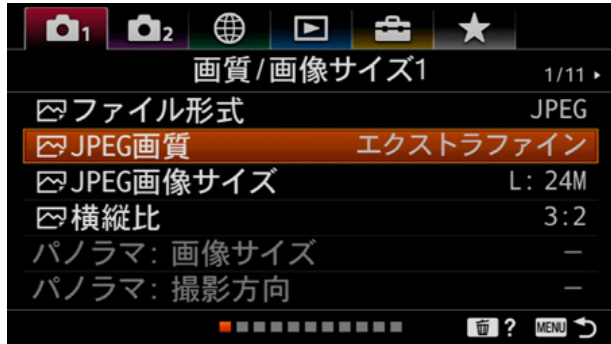 1 2
画質/画像サイズ1 1/11
ファイル形式 JPEG
JPEG画質 エクストラファイン
JPEG画像サイズ L: 24M
横縦比 3:2
パノラマ: 画像サイズ −
パノラマ: 撮影方向 −
? MENU